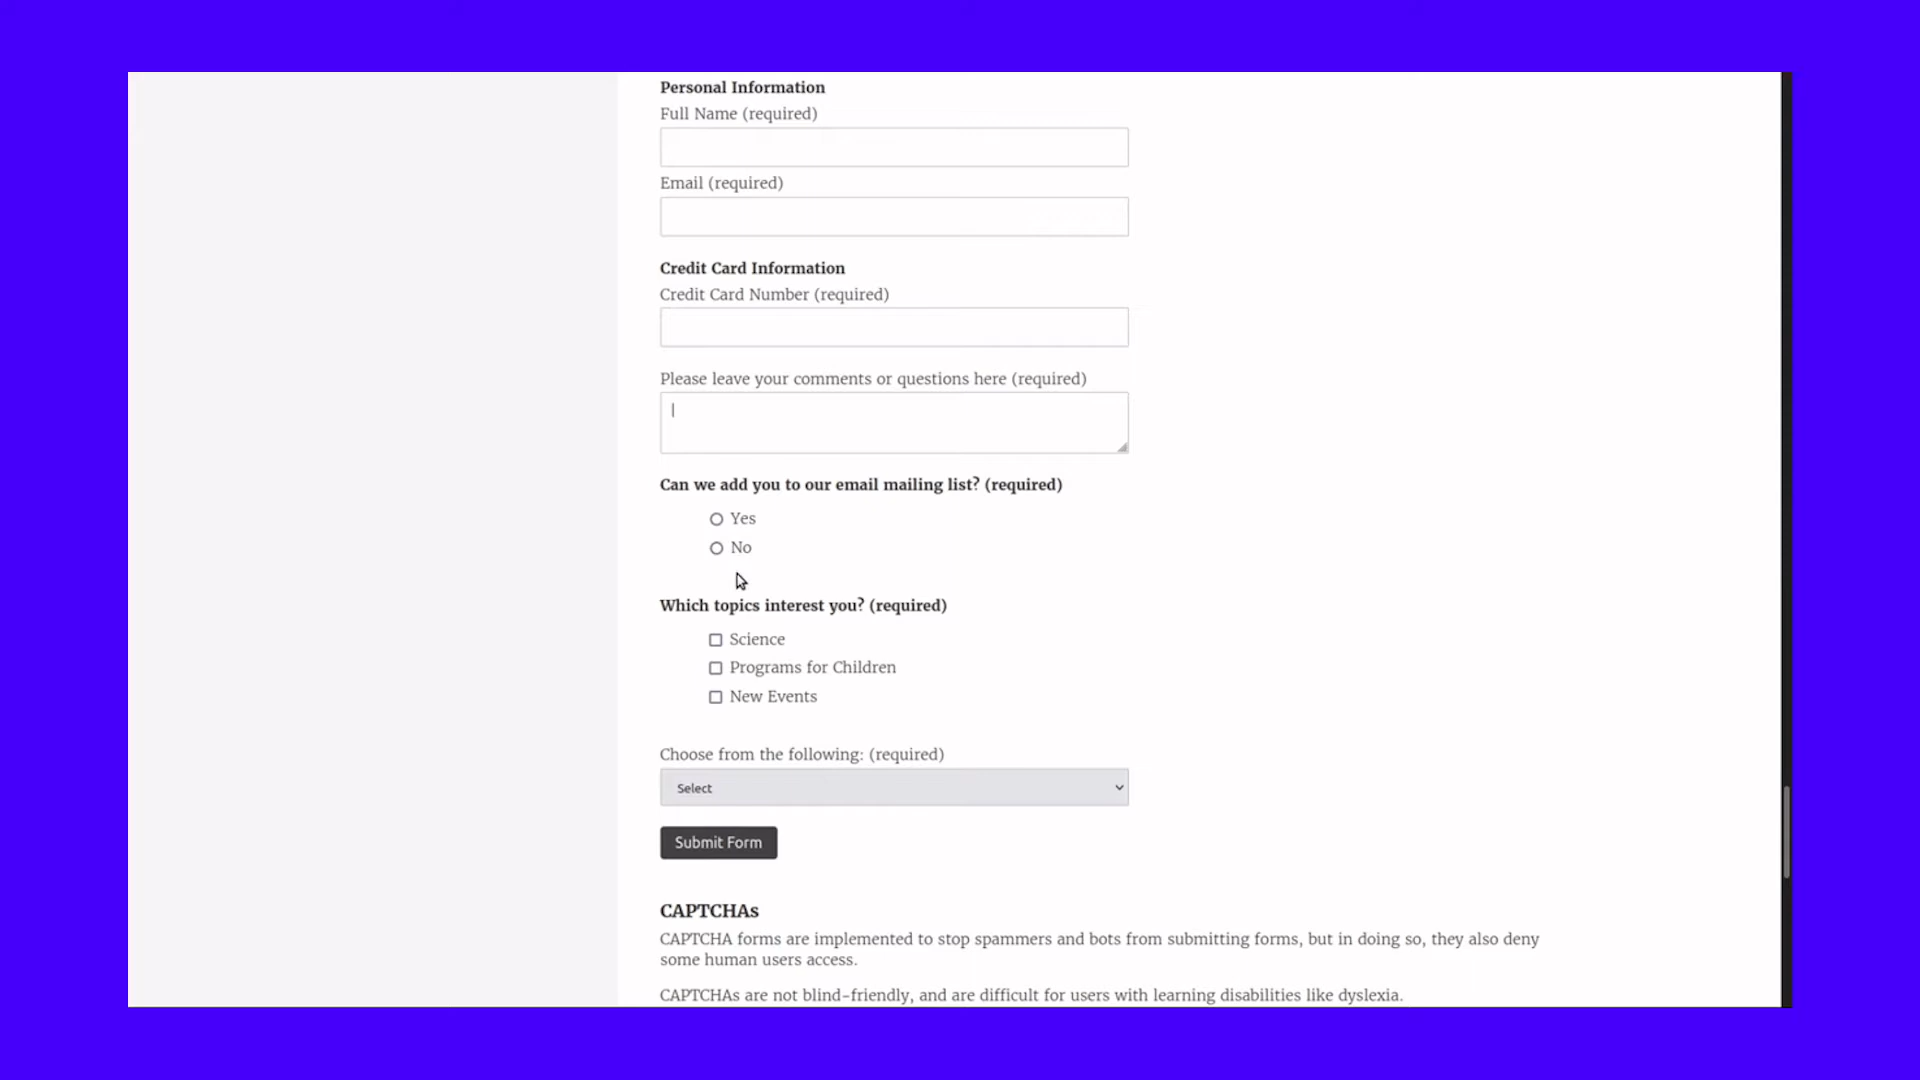 Personal Information
Full Name (required)
Email (required)
Credit Card Information
Credit Card Number (required)
Please leave your comments or questions here (required)
Can we add you to our email mailing list? (required)
Yes
No
Which topics interest you? (required)
Science
Programs for Children
New Events
Choose from the following: (required)
Select
Submit Form
CAPTCHAs
CAPTCHA forms are implemented to stop spammers and bots from submitting forms, but in doing so, they also deny
some human users access.
CAPTCHAs are not blind-friendly, and are difficult for users with learning disabilities like dyslexia.